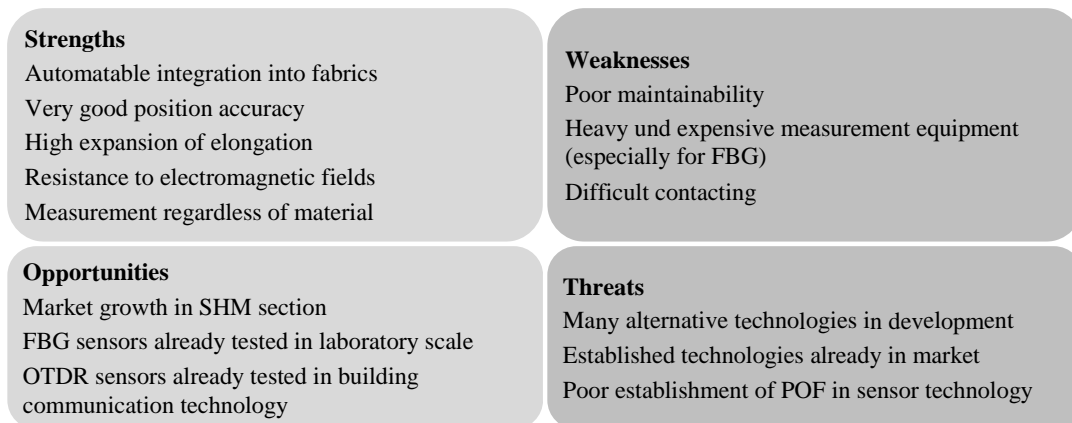 Strengths
Automatable integration into fabrics
Very good position accuracy
High expansion of elongation
Resistance to electromagnetic fields
Measurement regardless of material
Weaknesses
Poor maintainability
Heavy und expensive measurement equipment
(especially for FBG)
Difficult contacting
Opportunities
Market growth in SHM section
FBG sensors already tested in laboratory scale
OTDR sensors already tested in building
communication technology
Threats
Many alternative technologies in development
Established technologies already in market
Poor establishment of POF in sensor technology